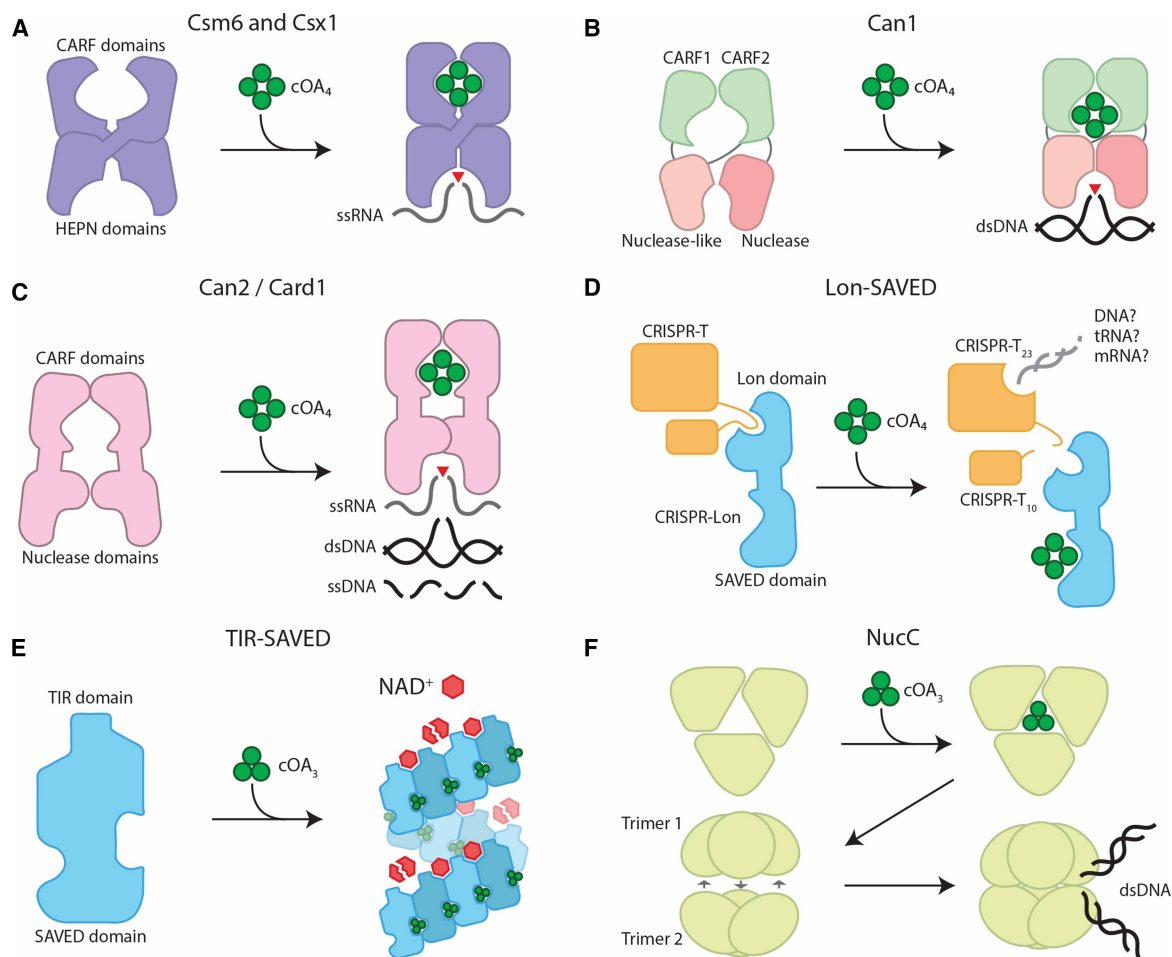 A
Csm6 and Csx1
CARF domains
cOA4
HEPN domains
ssRNA
B
Can1
CARF1
CARF2
cOA4
Nuclease-like
Nuclease
dsDNA
C
Can2 / Card1
CARF domains
cOA4
Nuclease domains
ssRNA
dsDNA
ssDNA
D
Lon-SAVED
CRISPR-T
Lon domain
CRISPR-Lon
SAVED domain
cOA4
CRISPR-T23
DNA?
tRNA?
mRNA?
CRISPR-T10
E
TIR-SAVED
TIR domain
SAVED domain
cOA3
NAD+
F
NucC
cOA3
Trimer 1
Trimer 2
dsDNA